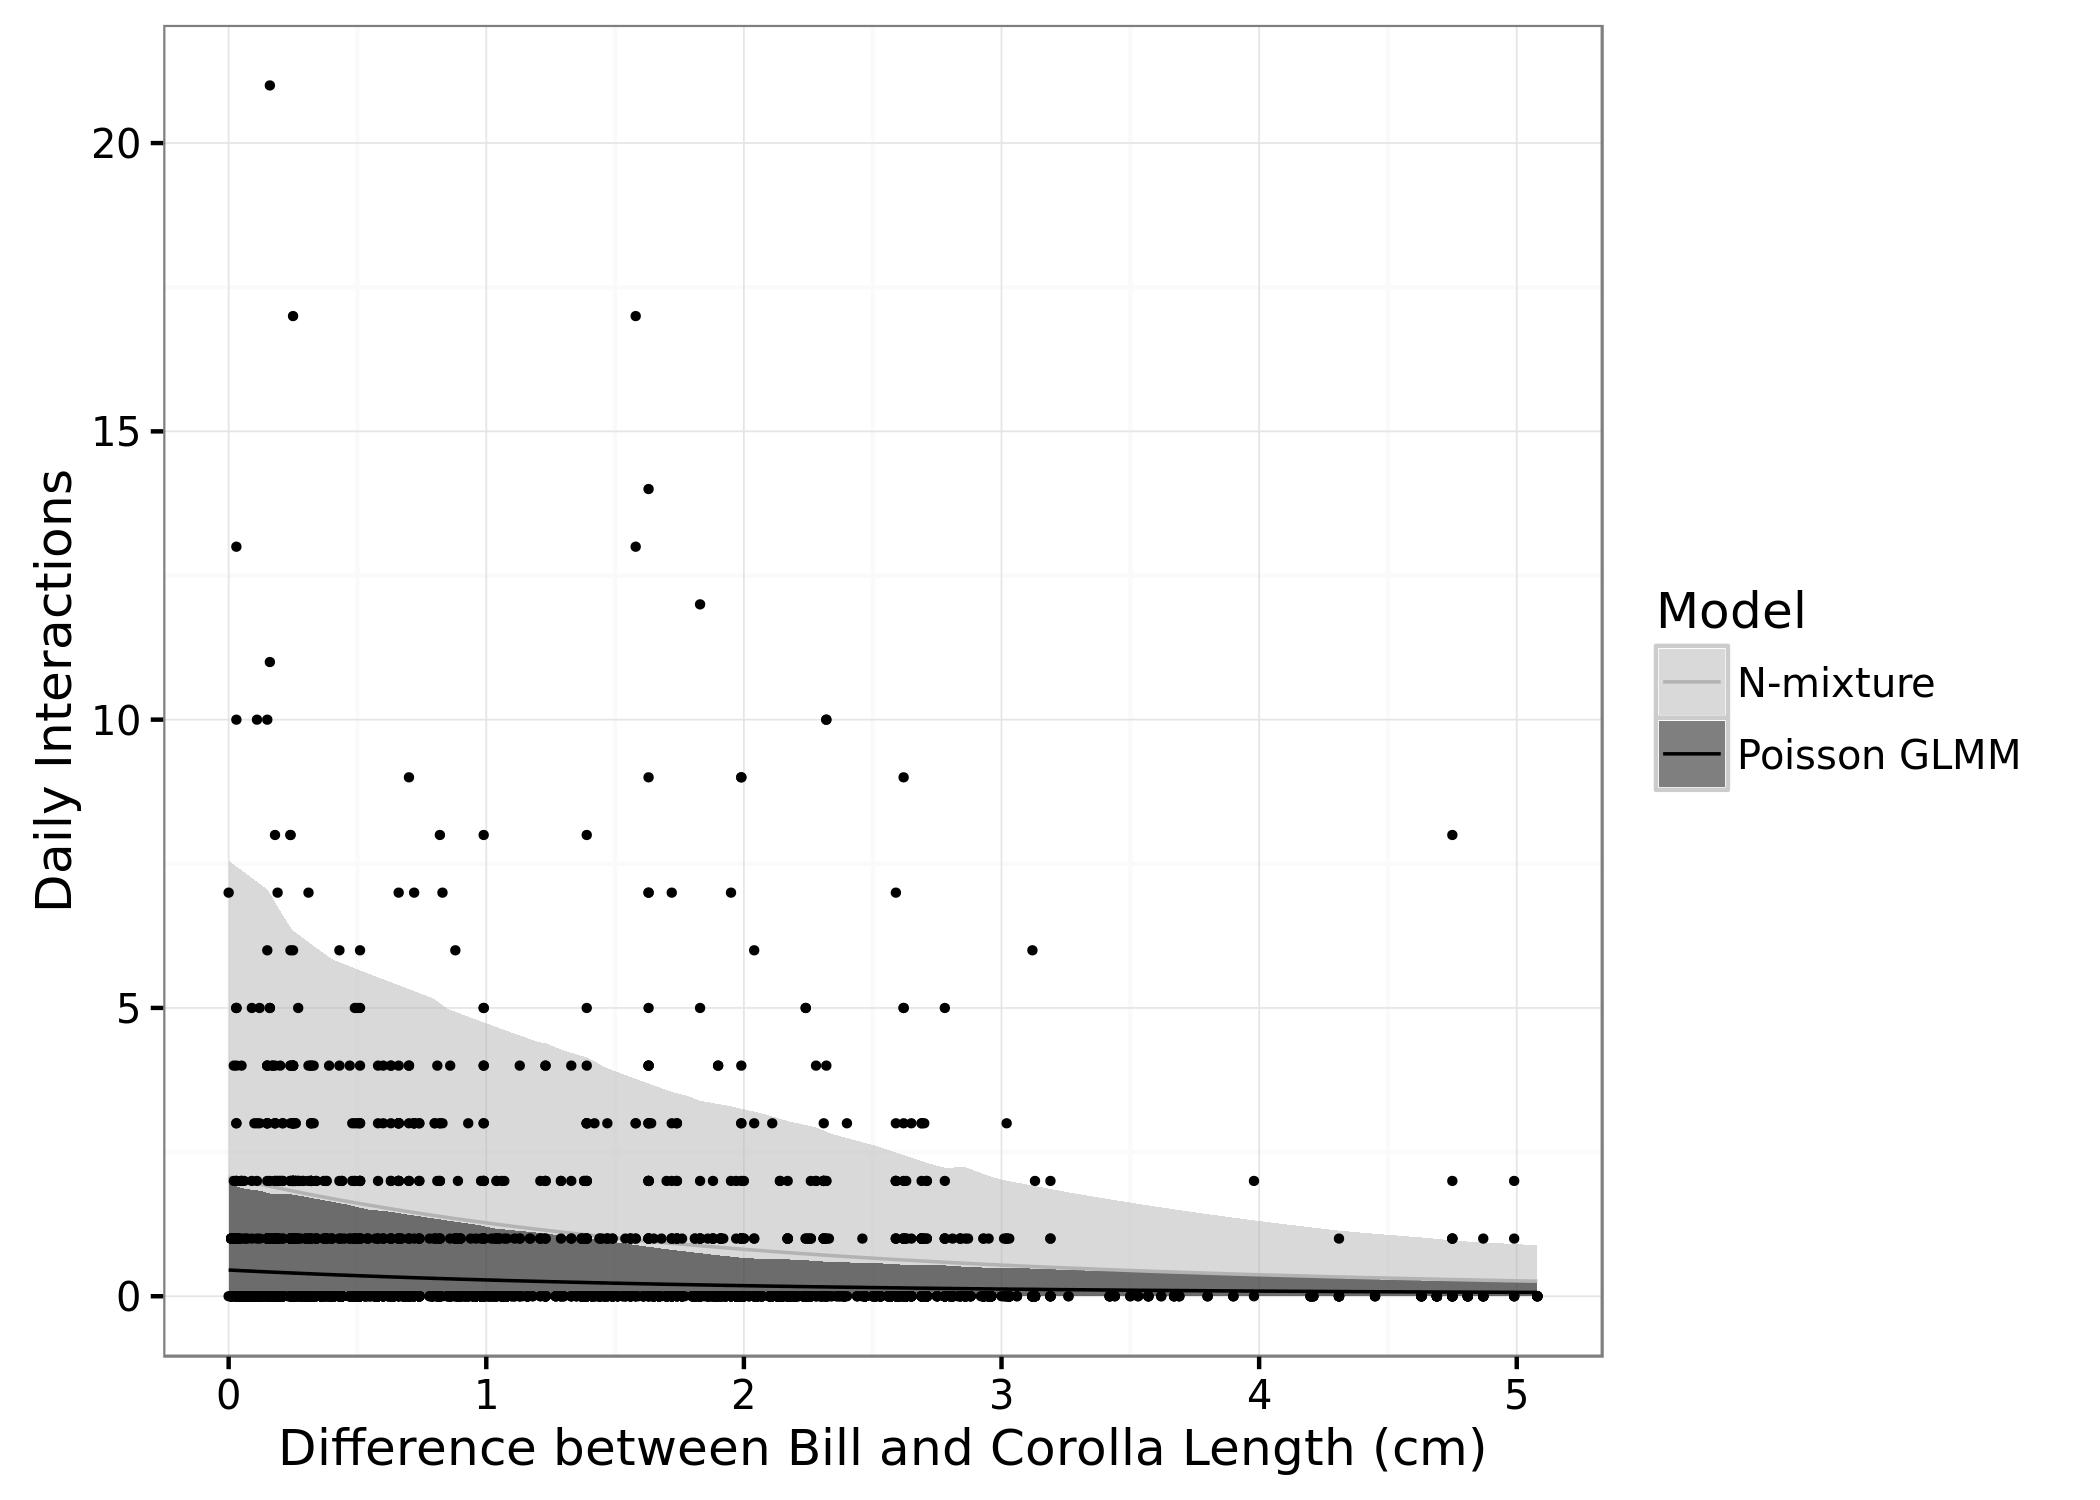 20
15
10
5
0
Daily Interactions
0 1 2 3 4 5
Difference between Bill and Corolla Length (cm)
Model
N-mixture
Poisson GLMM